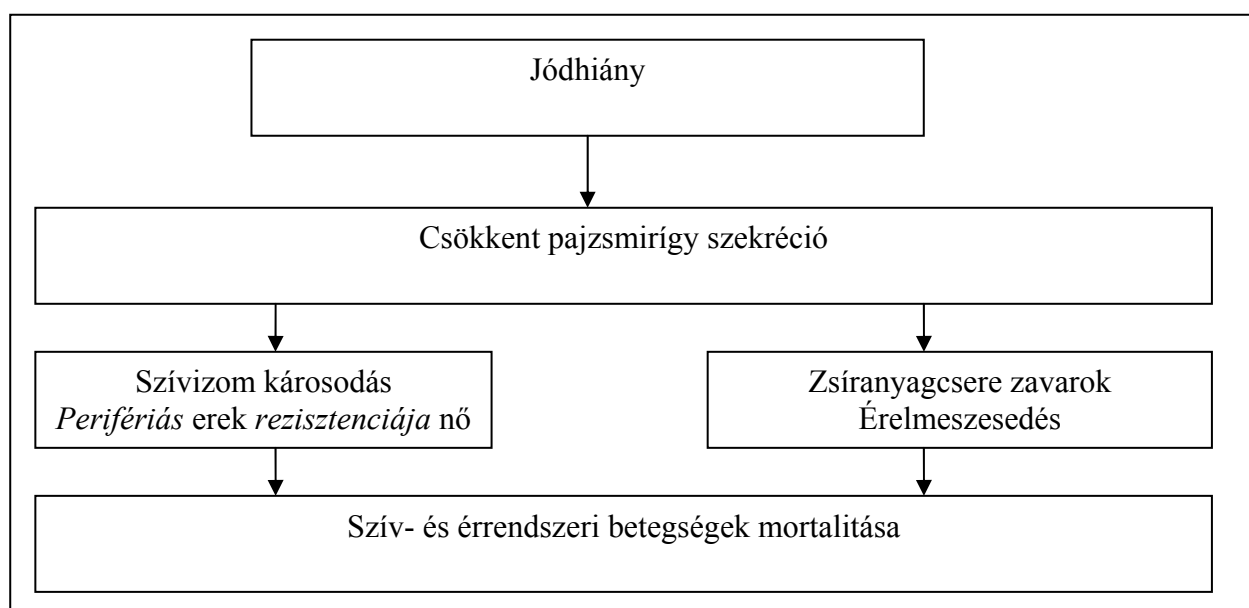 Jódhiány
Csökkent pajzsmirígy szekréció
Szívizom károsodás
Perifériás erek rezisztenciája nő
Zsíranyagcsere zavarok
Érelmeszesedés
Szív- és érrendszeri betegségek mortalitása